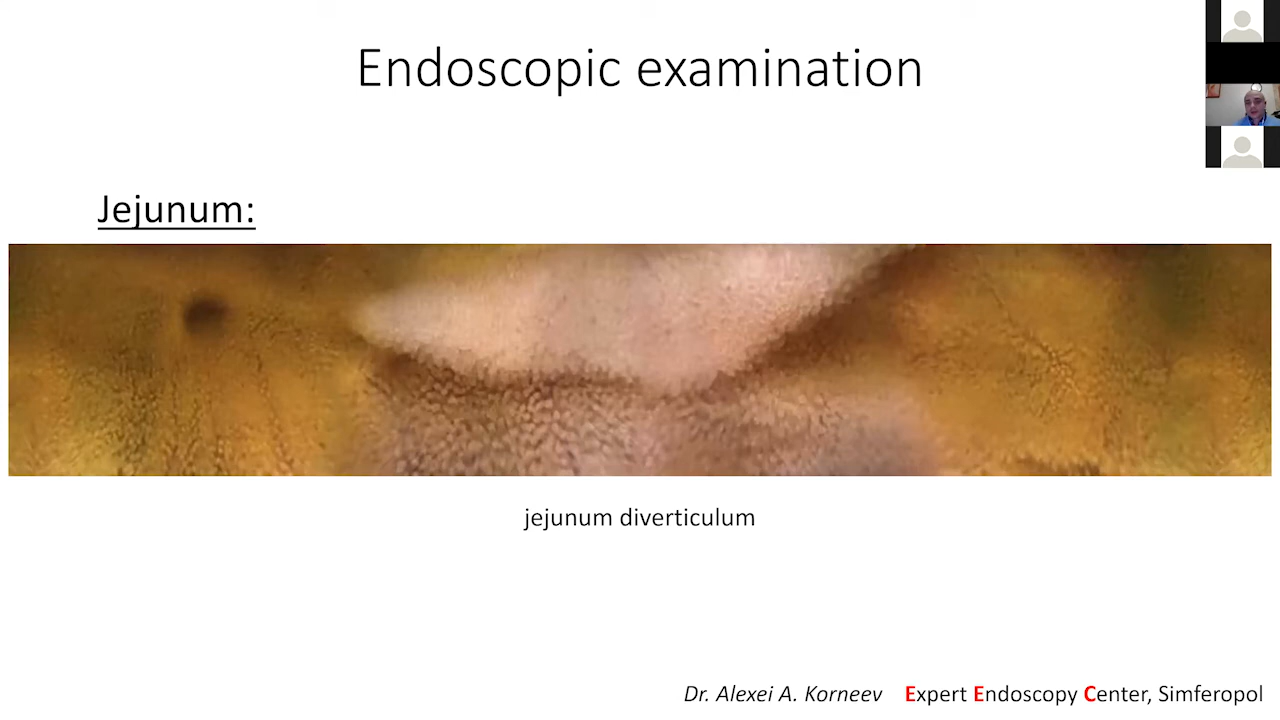 Endoscopic examination
Jejunum:
jejunum diverticulum
Dr. Alexei A. Korneev Expert Endoscopy Center, Simferopol